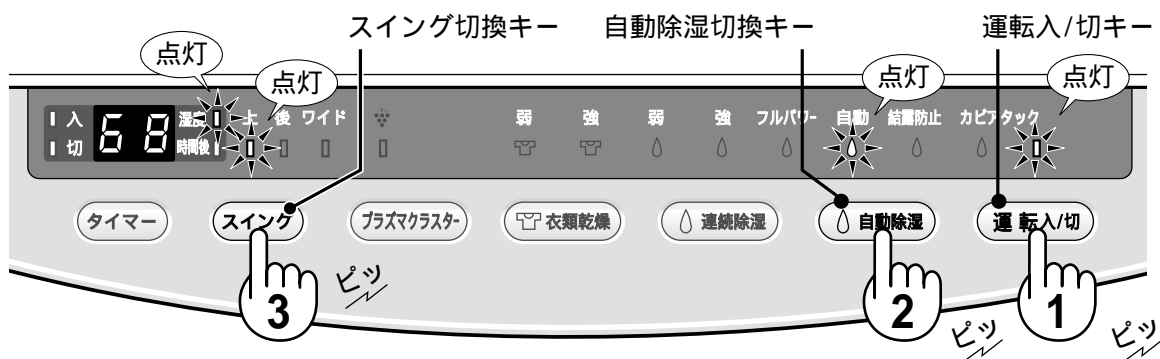 スイング切換キー 自動除湿切換キー 運転入/切キー
点灯 点灯 点灯 点灯
入 68 湿度 上 後 ワイド 弱 強 弱 強 フルパワー 自動 結露防止 カビアタック
切 時間後
タイマー スイング プラズマクラスター 衣類乾燥 連続除湿 自動除湿 運転入/切
3 ピッ 2 ピッ 1 ピッ